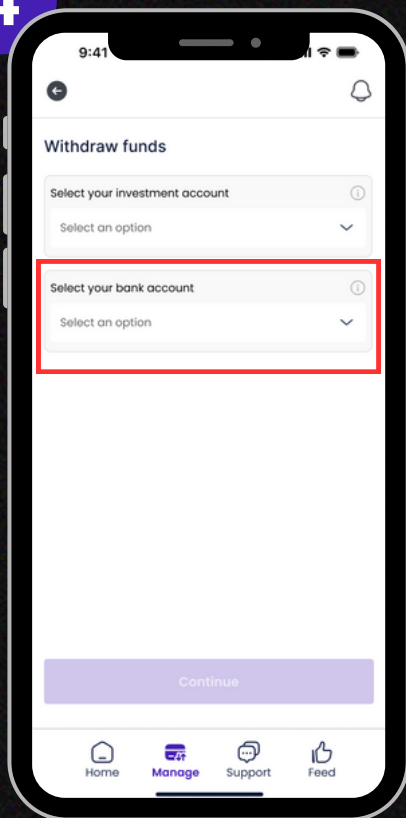 9:41
Withdraw funds
Select your investment account
Select an option
Select your bank account
Select an option
Continue
Home
Manage
Support
Feed